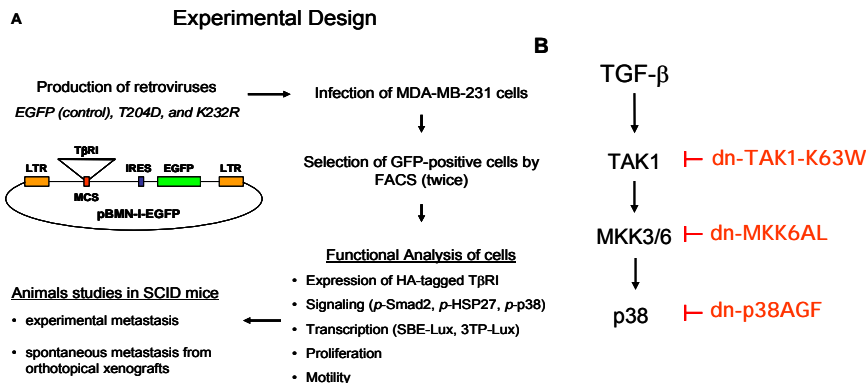 A
Experimental Design
Production of retroviruses
EGFP (control), T204D, and K232R
Infection of MDA-MB-231 cells
TβRI
LTR
IRES
EGFP
LTR
MCS
pBMN-I-EGFP
Selection of GFP-positive cells by
FACS (twice)
Functional Analysis of cells
• Expression of HA-tagged TβRI
• Signaling (p-Smad2, p-HSP27, p-p38)
• Transcription (SBE-Lux, 3TP-Lux)
• Proliferation
• Motility
Animals studies in SCID mice
• experimental metastasis
• spontaneous metastasis from
orthotopical xenografts
B
TGF-β
TAK1
dn-TAK1-K63W
MKK3/6
dn-MKK6AL
p38
dn-p38AGF